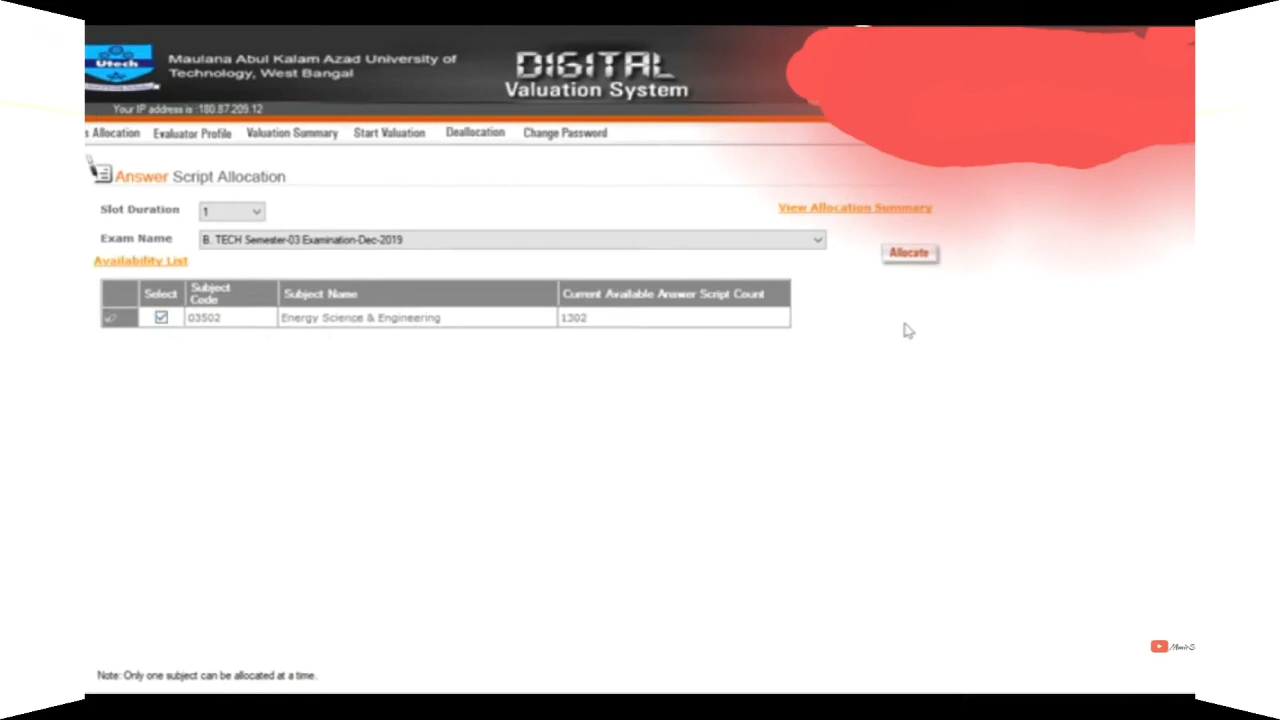 Utech
Maulana Abul Kalam Azad University of
Technology, West Bangal
DIGITAL
Valuation System
Your IP address is :180.87.209.12
s Allocation Evaluator Profile Valuation Summary Start Valuation Deallocation Change Password
Answer Script Allocation
Slot Duration 1
View Allocation Summary
Exam Name B. TECH Semester-03 Examination-Dec-2019
Allocate
Availability List
Select Subject Code Subject Name Current Available Answer Script Count
03502 Energy Science & Engineering 1302
Note: Only one subject can be allocated at a time.